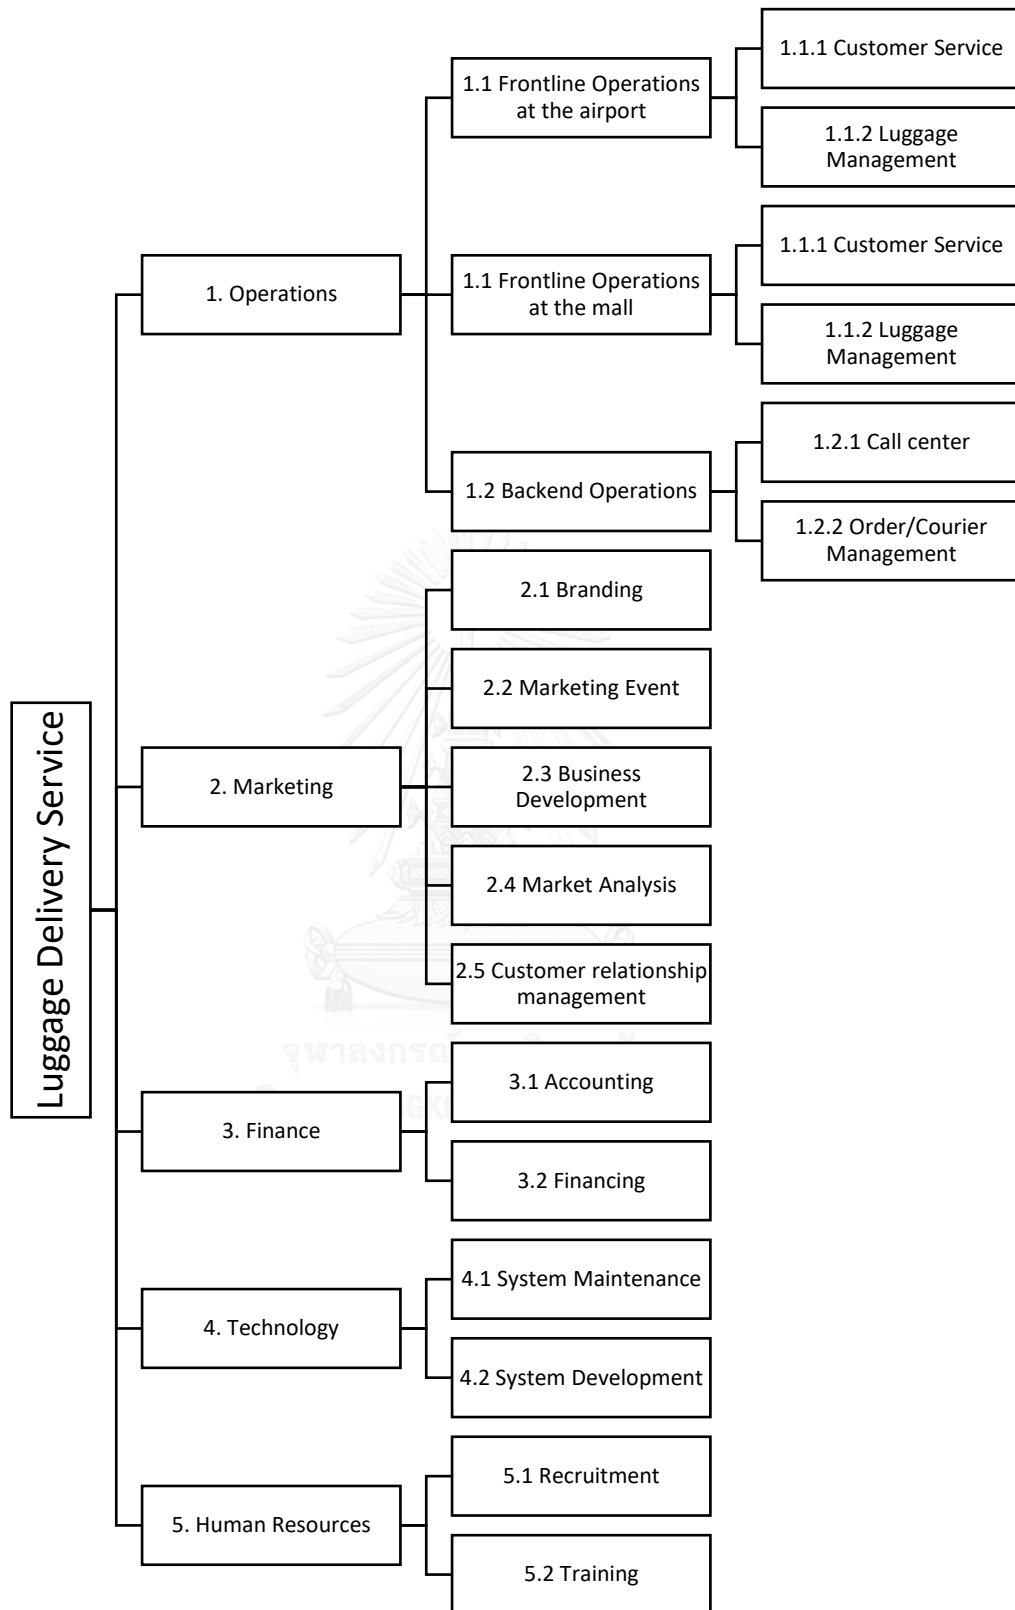 Luggage Delivery Service
1. Operations
1.1 Frontline Operations
at the airport
1.1.1 Customer Service
1.1.2 Luggage
Management
1.1 Frontline Operations
at the mall
1.1.1 Customer Service
1.1.2 Luggage
Management
1.2 Backend Operations
1.2.1 Call center
1.2.2 Order/Courier
Management
2. Marketing
2.1 Branding
2.2 Marketing Event
2.3 Business
Development
2.4 Market Analysis
2.5 Customer relationship
management
3. Finance
3.1 Accounting
3.2 Financing
4. Technology
4.1 System Maintenance
4.2 System Development
5. Human Resources
5.1 Recruitment
5.2 Training